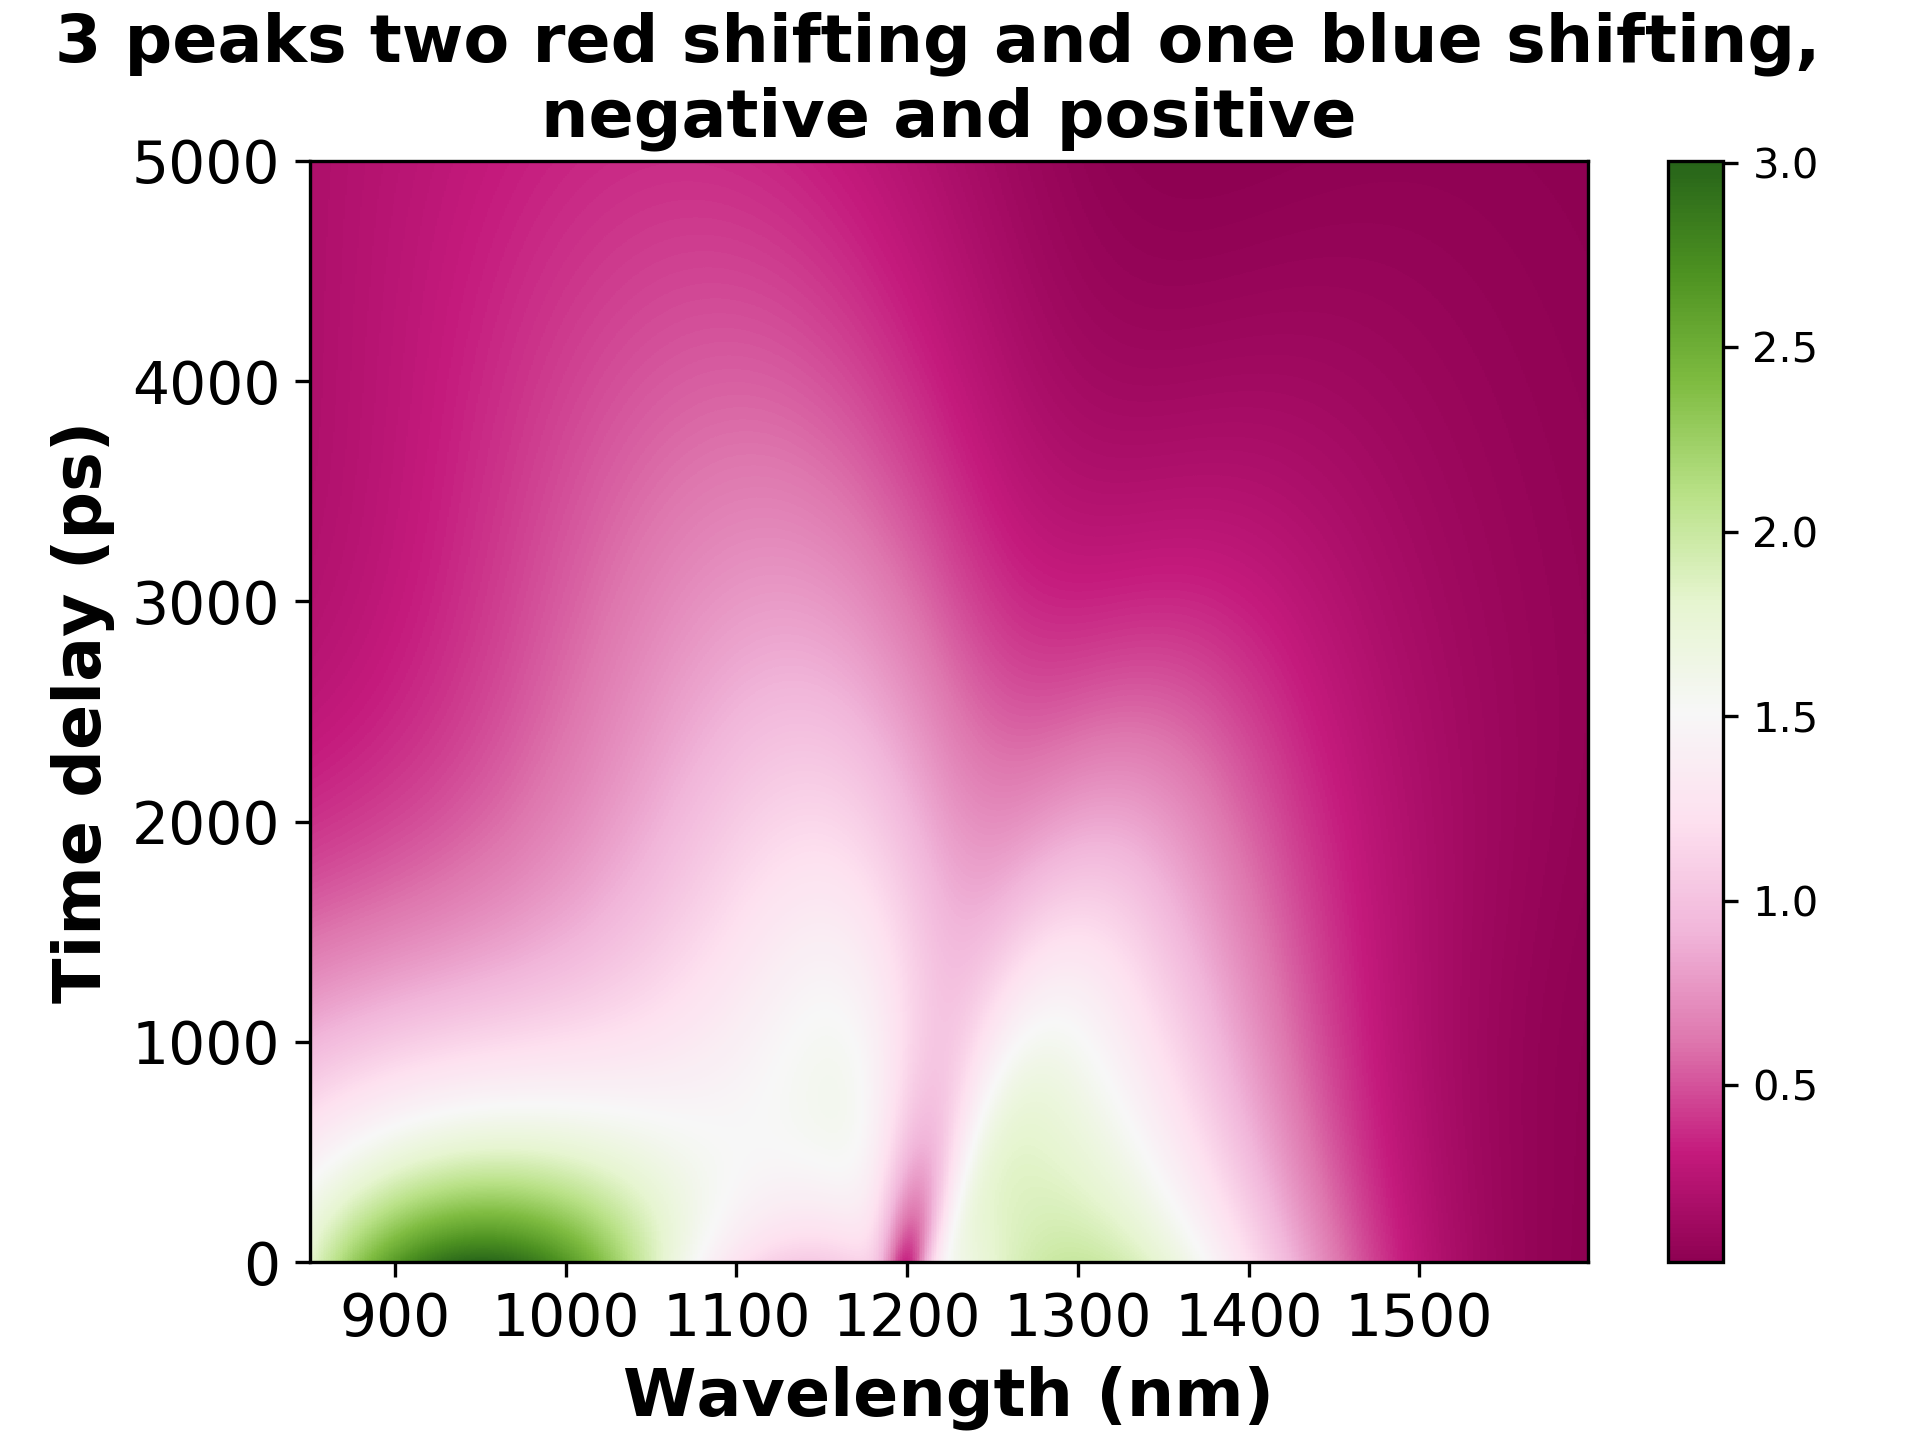 3 peaks two red shifting and one blue shifting,
negative and positive
5000
4000
3000
2000
1000
0
Time delay (ps)
900 1000 1100 1200 1300 1400 1500
Wavelength (nm)
3.0
2.5
2.0
1.5
1.0
0.5